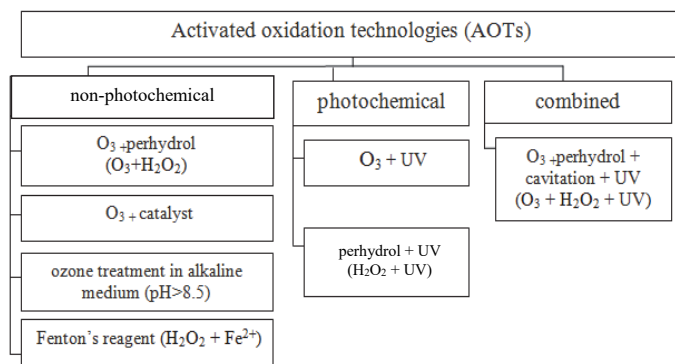 Activated oxidation technologies (AOTs)
non-photochemical
O₃ +perhydrol
(O₃+H₂O₂)
O₃ + catalyst
ozone treatment in alkaline
medium (pH>8.5)
Fenton's reagent (H₂O₂ + Fe²⁺)
photochemical
O₃ + UV
perhydrol + UV
(H₂O₂ + UV)
combined
O₃ +perhydrol +
cavitation + UV
(O₃ + H₂O₂ + UV)